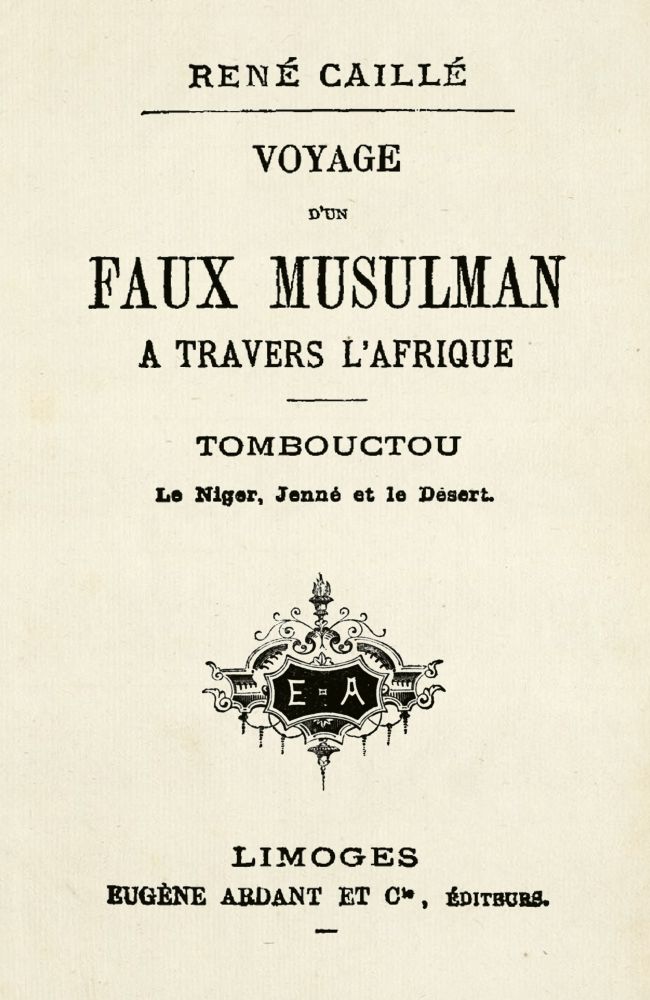 RENÉ CAILLÉ
VOYAGE
D'UN
FAUX MUSULMAN
A TRAVERS L'AFRIQUE
TOMBOUCTOU
Le Niger, Jenné et le Désert.
E A
LIMOGES
EUGÈNE ARDANT ET Cie, ÉDITEURS.